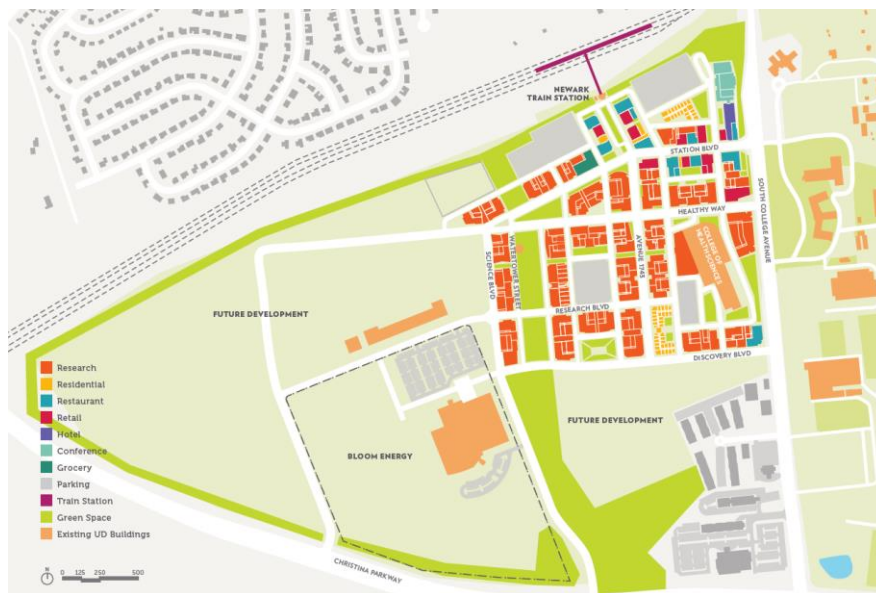 NEWARK
TRAIN STATION
STATION BLVD
HEALTHY WAY
SOUTH COLLEGE AVENUE
COLLEGE OF
HEALTH SCIENCES
AVENUE 1743
WATERTOWER STREET
SCIENCE BLVD
RESEARCH BLVD
DISCOVERY BLVD
FUTURE DEVELOPMENT
FUTURE DEVELOPMENT
BLOOM ENERGY
CHRISTINA PARKWAY
Research
Residential
Restaurant
Retail
Hotel
Conference
Grocery
Parking
Train Station
Green Space
Existing UD Buildings
N
0 125 250 500